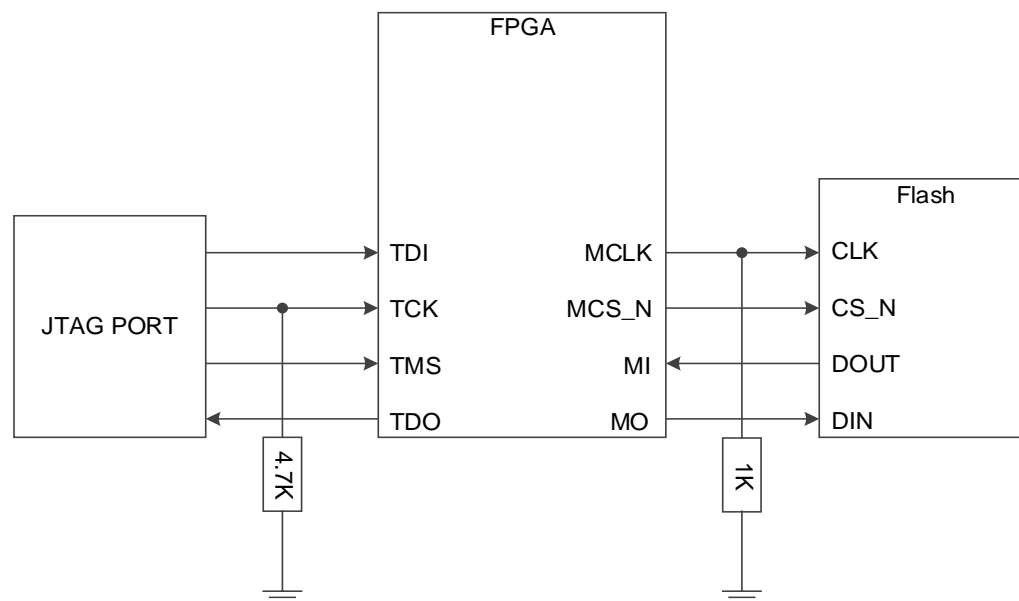 FPGA
Flash
JTAG PORT
TDI
TCK
TMS
TDO
MCLK
MCS_N
MI
MO
CLK
CS_N
DOUT
DIN
4.7K
1K